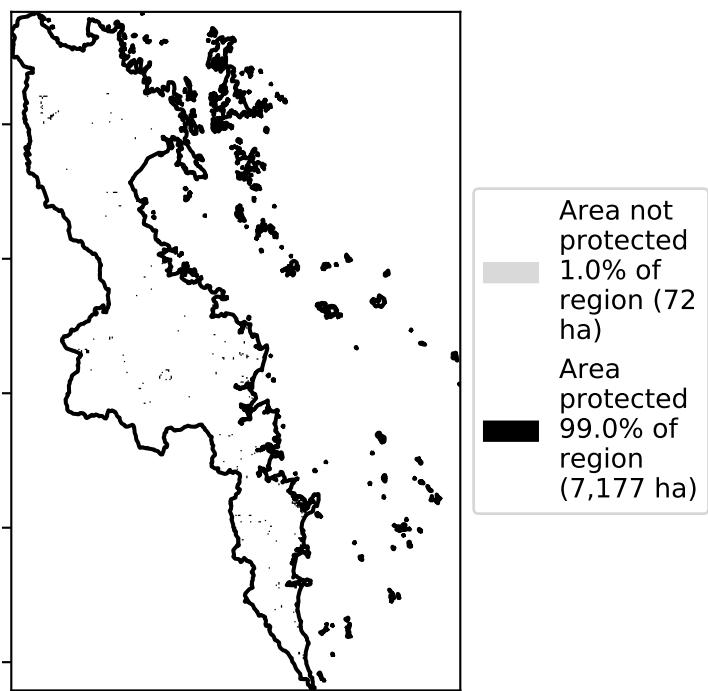 Area not
protected
1.0% of
region (72
ha)
Area
protected
99.0% of
region
(7,177 ha)